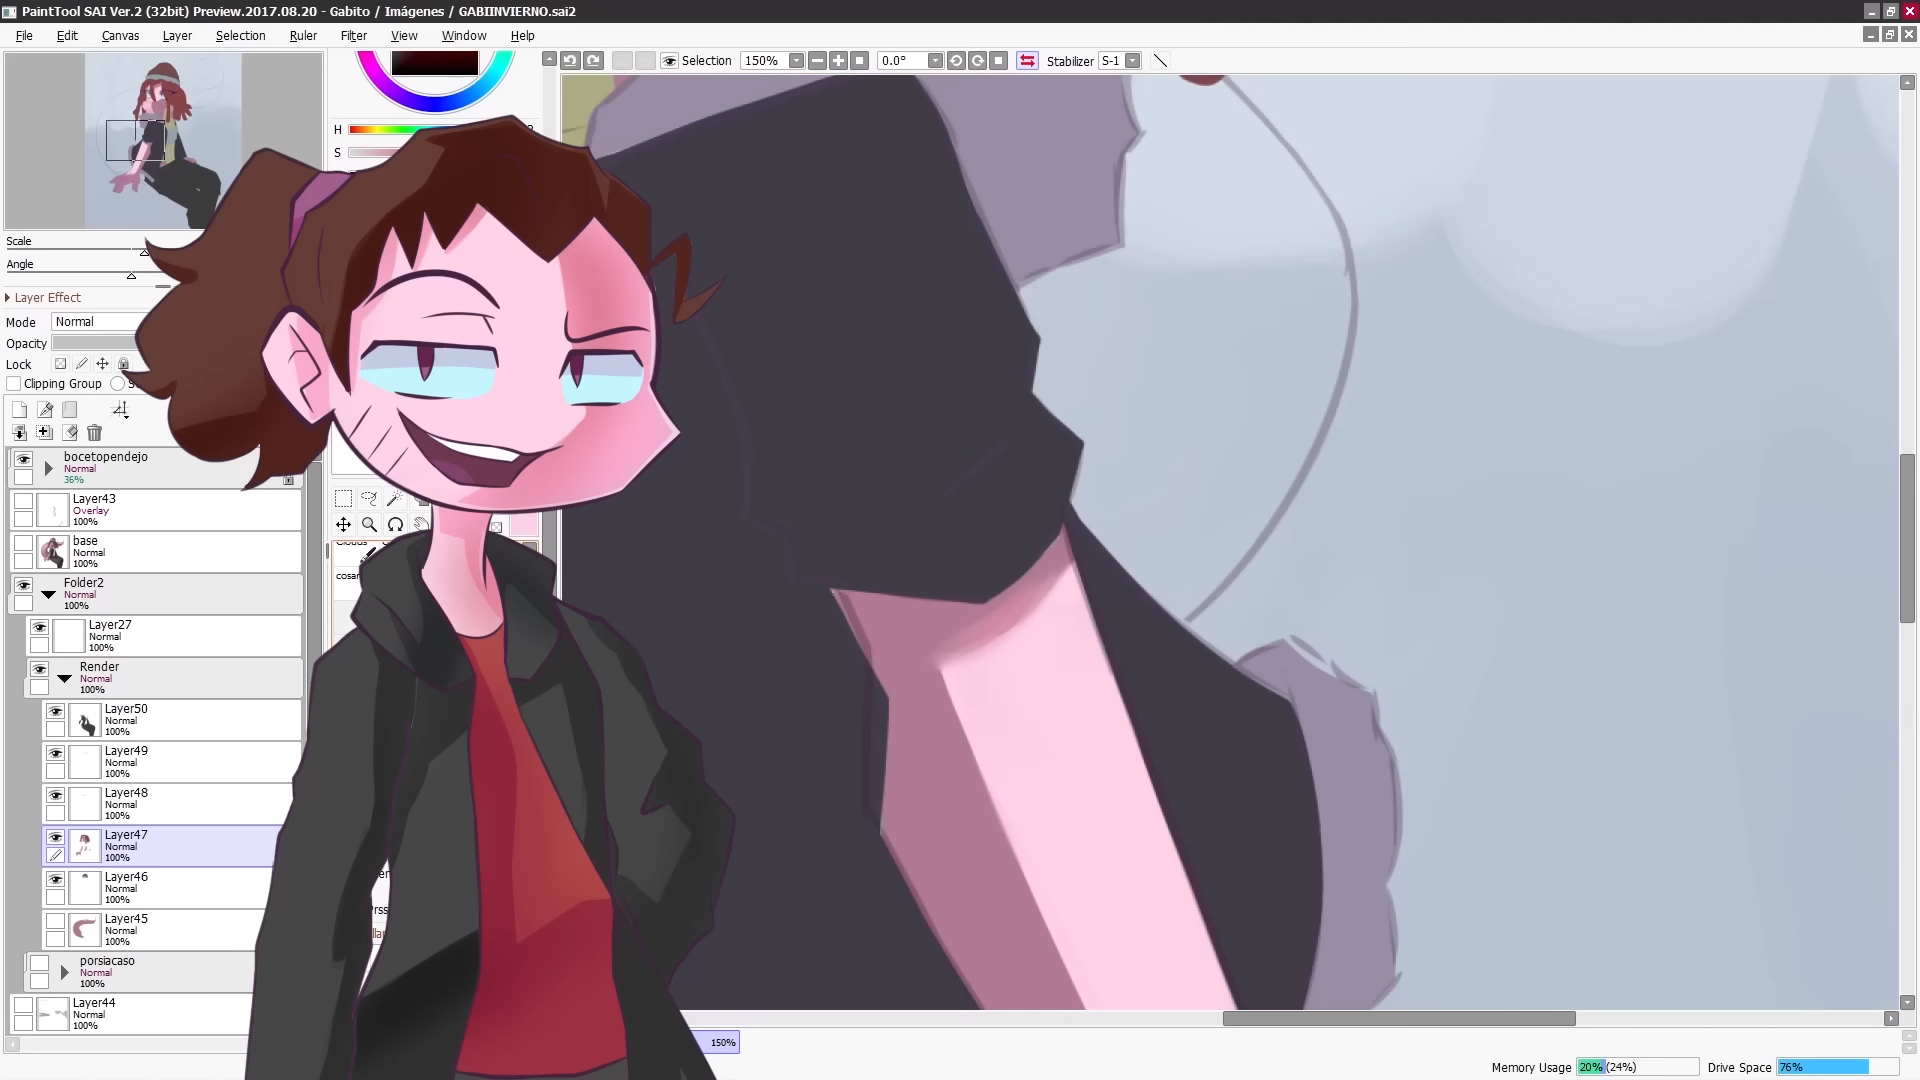 PaintTool SAI Ver.2 (32bit) Preview.2017.08.20 - Gabito / Imágenes / GABIINVIERNO.sai2
File Edit Canvas Layer Selection Ruler Filter View Window Help
Selection 150% 0.0° Stabilizer S-1
H
S
Scale
Angle
Layer Effect
Mode Normal
Opacity
Lock
Clipping Group
bocetopendejo
Normal
36%
Layer43
Overlay
100%
base
Normal
100%
Folder2
Normal
100%
Layer27
Normal
100%
Render
Normal
100%
Layer50
Normal
100%
Layer49
Normal
100%
Layer48
Normal
100%
Layer47
Normal
100%
Layer46
Normal
100%
Layer45
Normal
100%
porsiacaso
Normal
100%
Layer44
Normal
100%
150%
Memory Usage 20% (24%) Drive Space 76%